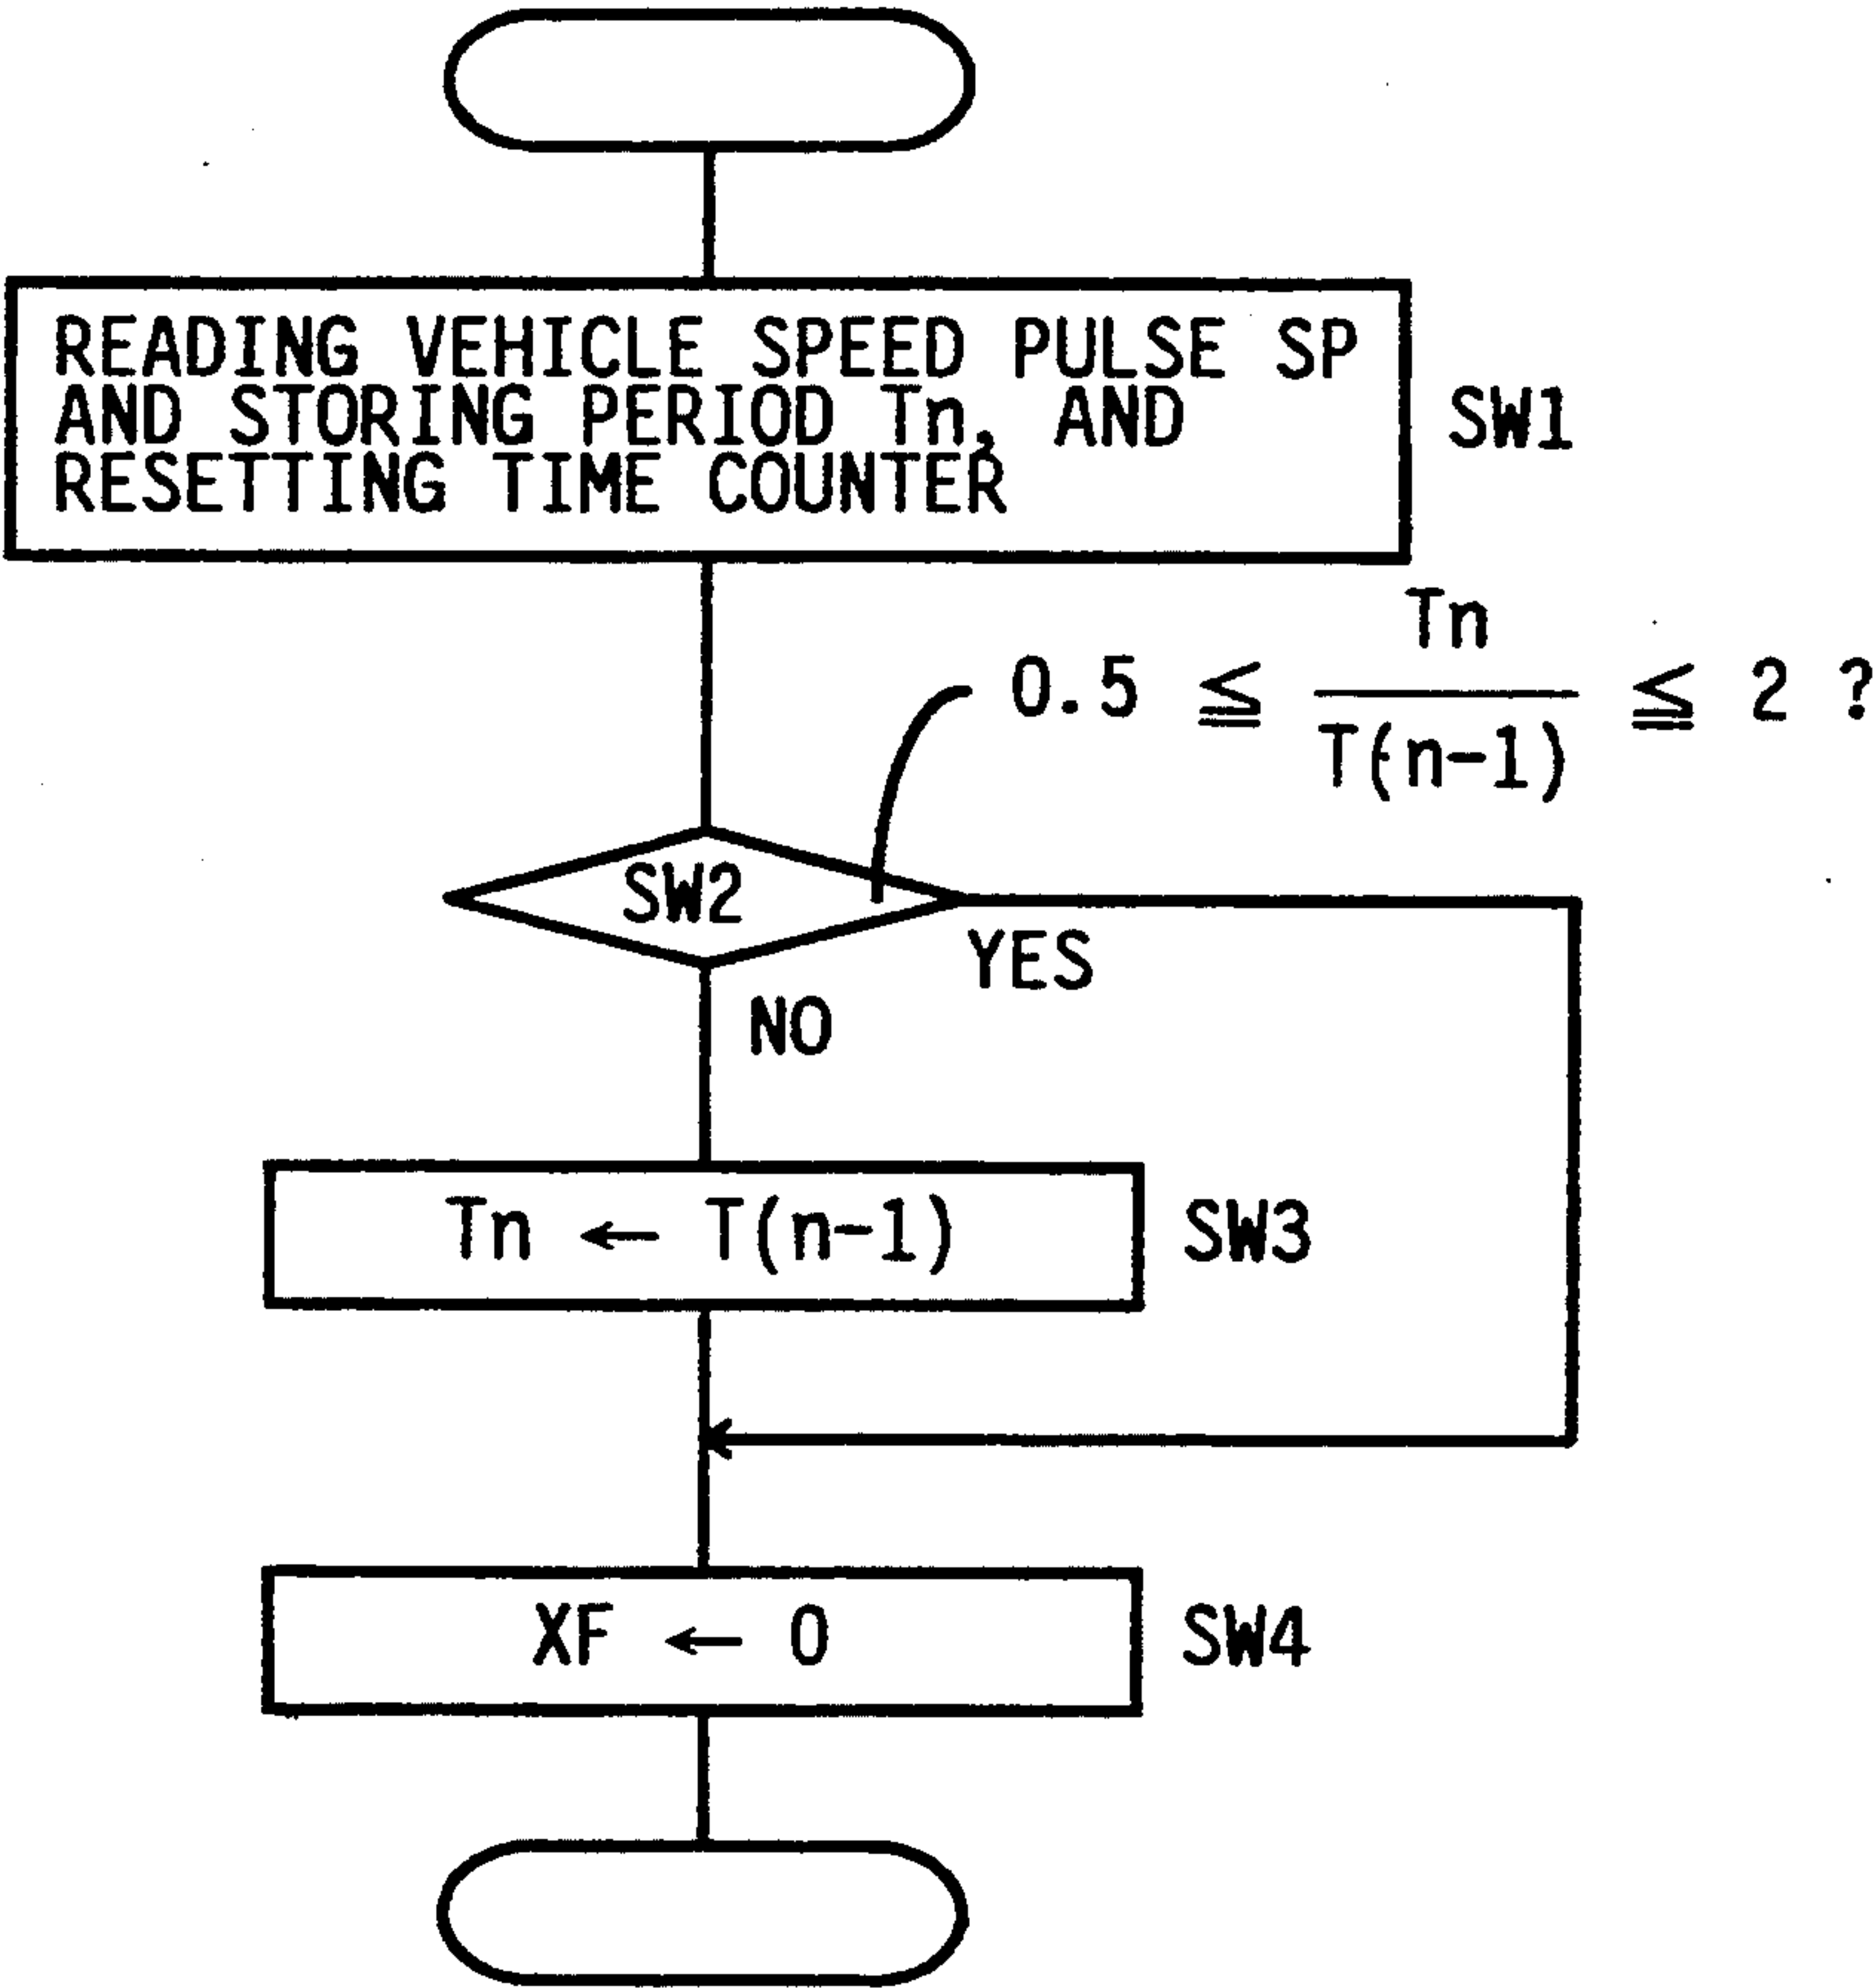 READING VEHICLE SPEED PULSE SP
AND STORING PERIOD Tn, AND
RESETTING TIME COUNTER
SW1
Tn
0.5 ≦ ≦ 2 ?
T(n-1)
SW2
YES
NO
Tn ← T(n-1)
SW3
XF ← 0
SW4